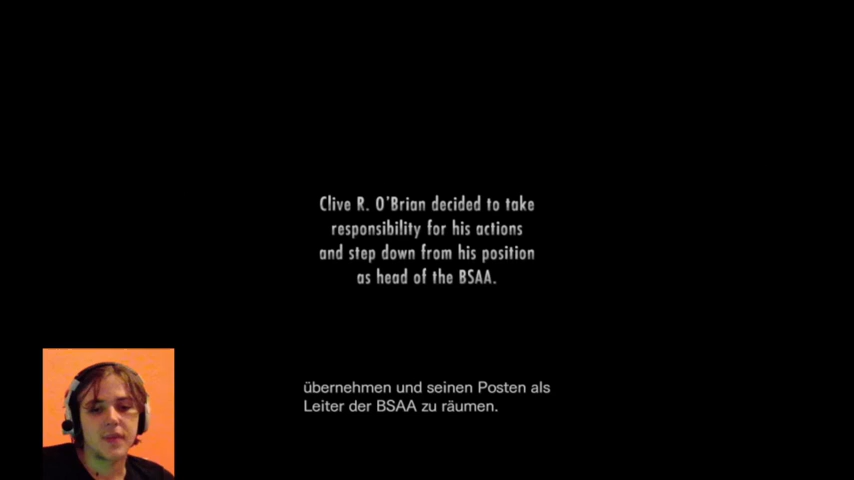 Clive R. O'Brian decided to take
responsibility for his actions
and step down from his position
as head of the BSAA.
übernehmen und seinen Posten als
Leiter der BSAA zu räumen.